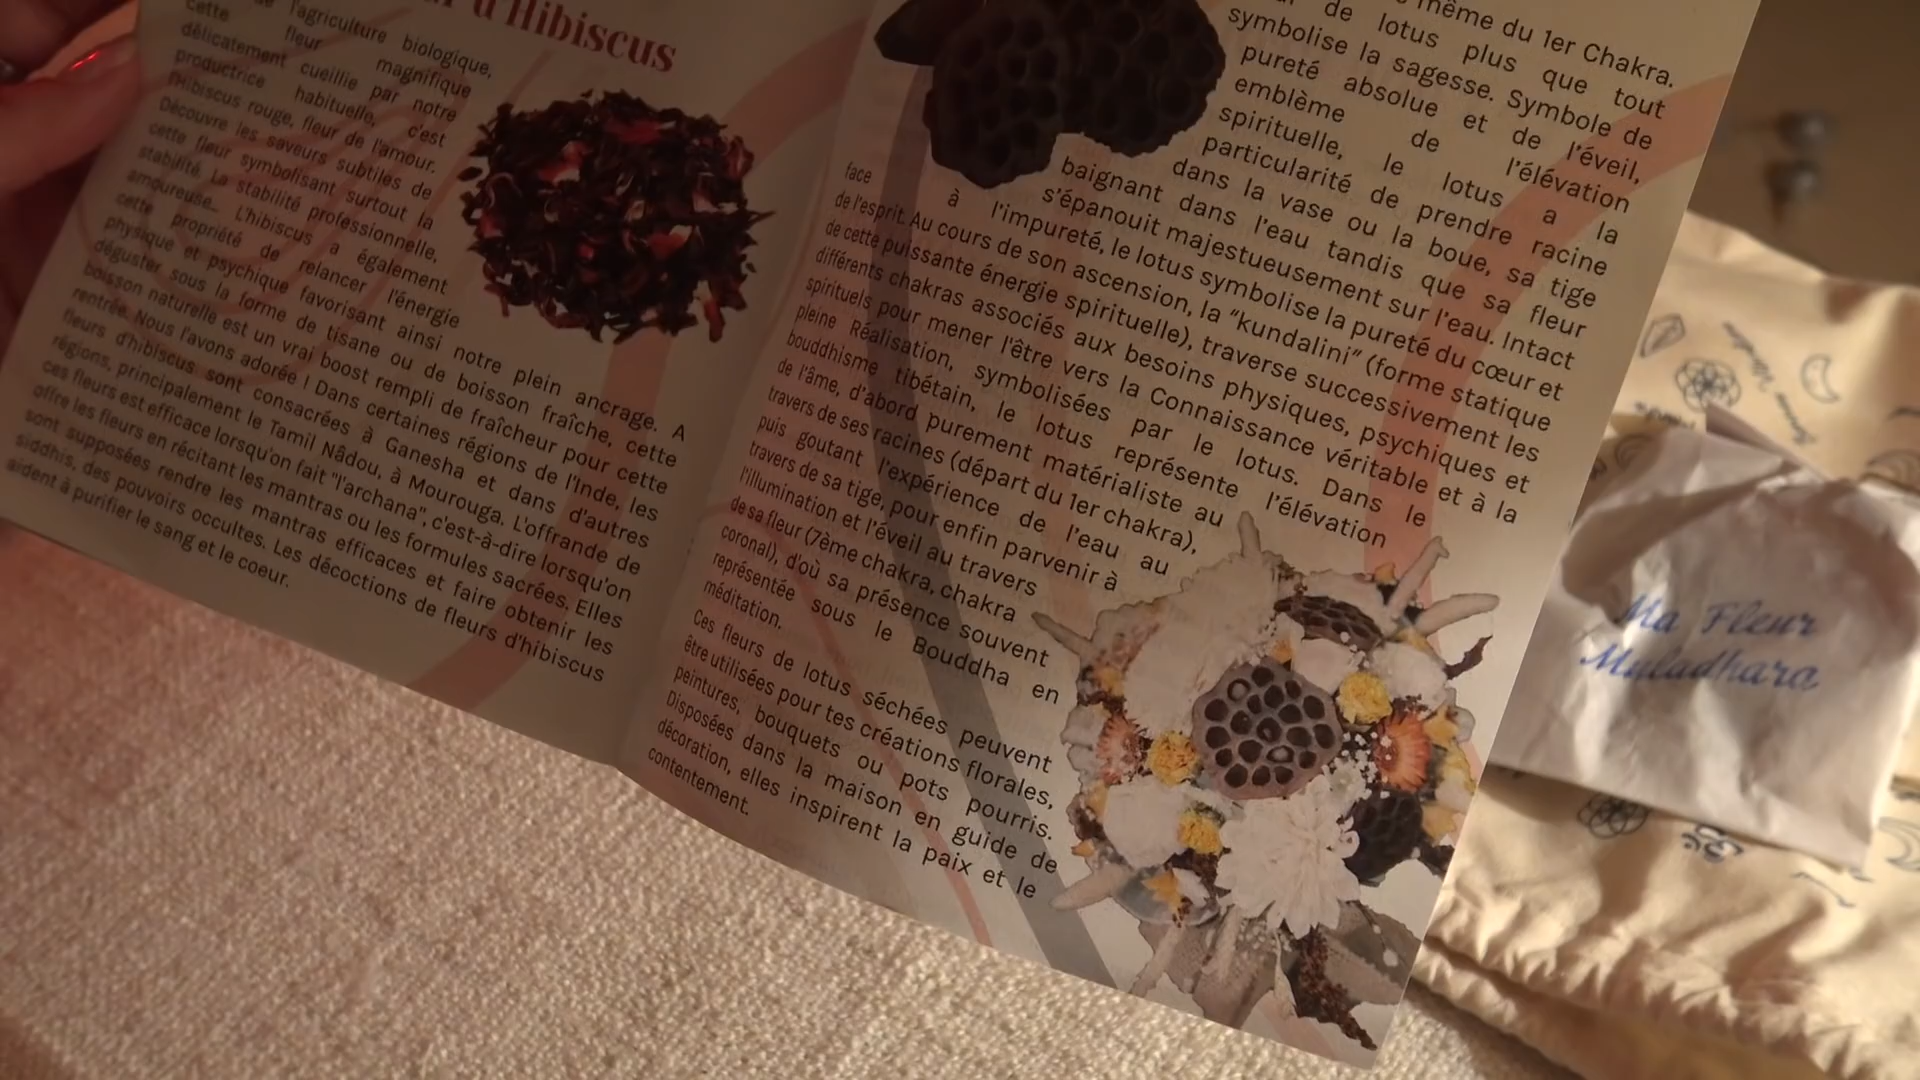 d'Hibiscus
l'agriculture biologique,
cette fleur magnifique
délicatement cueillie par notre
productrice habituelle, c'est
l'Hibiscus rouge, fleur de l'amour.
Découvre les saveurs subtiles de
cette fleur symbolisant surtout la
stabilité. La stabilité professionnelle,
amoureuse... L'hibiscus a également
cette propriété de relancer l'énergie
physique et psychique favorisant ainsi notre plein ancrage. A
déguster sous la forme de tisane ou de boisson fraîche, cette
boisson naturelle est un vrai boost rempli de fraîcheur pour cette
rentrée. Nous l'avons adorée ! Dans certaines régions de l'Inde, les
fleurs d'hibiscus sont consacrées à Ganesha et dans d'autres
régions, principalement le Tamil Nâdou, à Mourouga. L'offrande de
ces fleurs est efficace lorsqu'on fait "l'archana", c'est-à-dire lorsqu'on
offre les fleurs en récitant les mantras ou les formules sacrées. Elles
sont supposées rendre les mantras efficaces et faire obtenir les
siddhis, des pouvoirs occultes. Les décoctions de fleurs d'hibiscus
aident à purifier le sang et le coeur.
même du 1er Chakra.
de lotus plus que tout
symbolise la sagesse. Symbole de
pureté absolue et de l'éveil,
emblème de l'élévation
spirituelle, le lotus a la
particularité de prendre racine
dans la vase ou la boue, sa tige
baignant dans l'eau tandis que sa fleur
s'épanouit majestueusement sur l'eau. Intact
face à l'impureté, le lotus symbolise la pureté du cœur et
de l'esprit. Au cours de son ascension, la "kundalini" (forme statique
de cette puissante énergie spirituelle), traverse successivement les
différents chakras associés aux besoins physiques, psychiques et
spirituels pour mener l'être vers la Connaissance véritable et à la
pleine Réalisation, symbolisées par le lotus. Dans le
bouddhisme tibétain, le lotus représente l'élévation
de l'âme, d'abord purement matérialiste au
travers de ses racines (départ du 1er chakra),
puis goutant l'expérience de l'eau au
travers de sa tige, pour enfin parvenir à
l'illumination et l'éveil au travers
de sa fleur (7ème chakra, chakra
coronal), d'où sa présence souvent
représentée sous le Bouddha en
méditation.
Ces fleurs de lotus séchées peuvent
être utilisées pour tes créations florales,
peintures, bouquets ou pots pourris.
Disposées dans la maison en guide de
décoration, elles inspirent la paix et le
contentement.
Ma Fleur
Muladhara